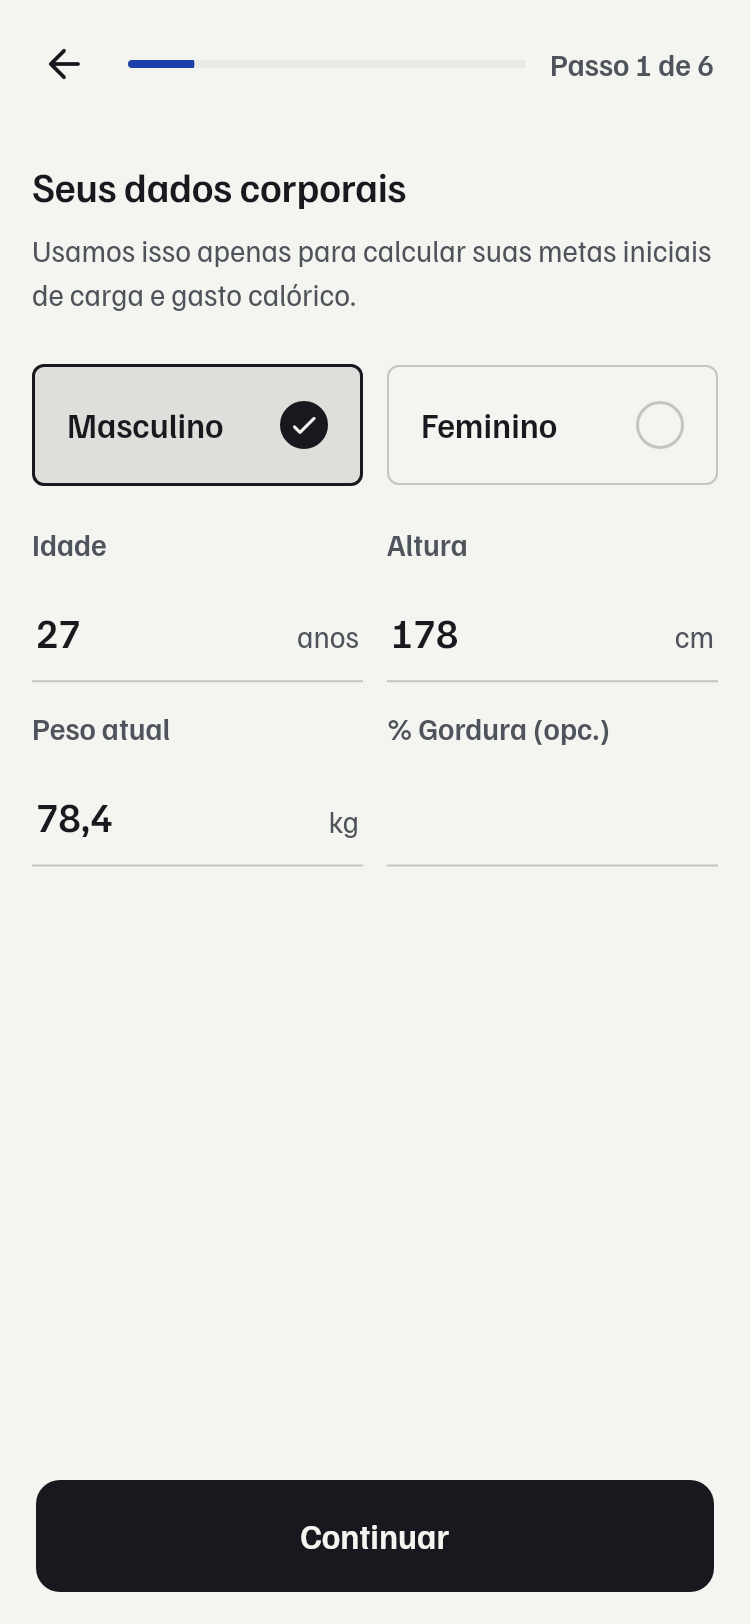 Passo 1 de 6
Seus dados corporais
Usamos isso apenas para calcular suas metas iniciais
de carga e gasto calórico.
Masculino
Feminino
Idade
Altura
27 anos
178 cm
Peso atual
% Gordura (opc.)
78,4 kg
Continuar